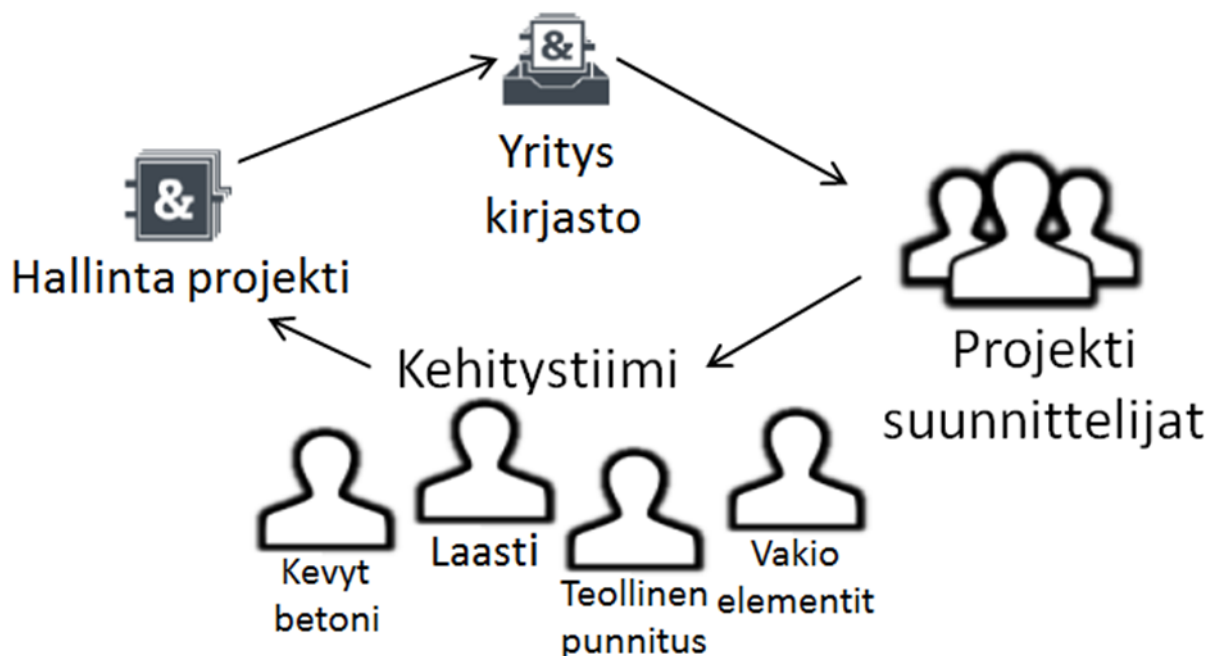 &
Yritys
kirjasto
&
Hallinta projekti
Projekti
suunnittelijat
Kehitystiimi
Kevyt
betoni
Laasti
Teollinen
punnitus
Vakio
elementit